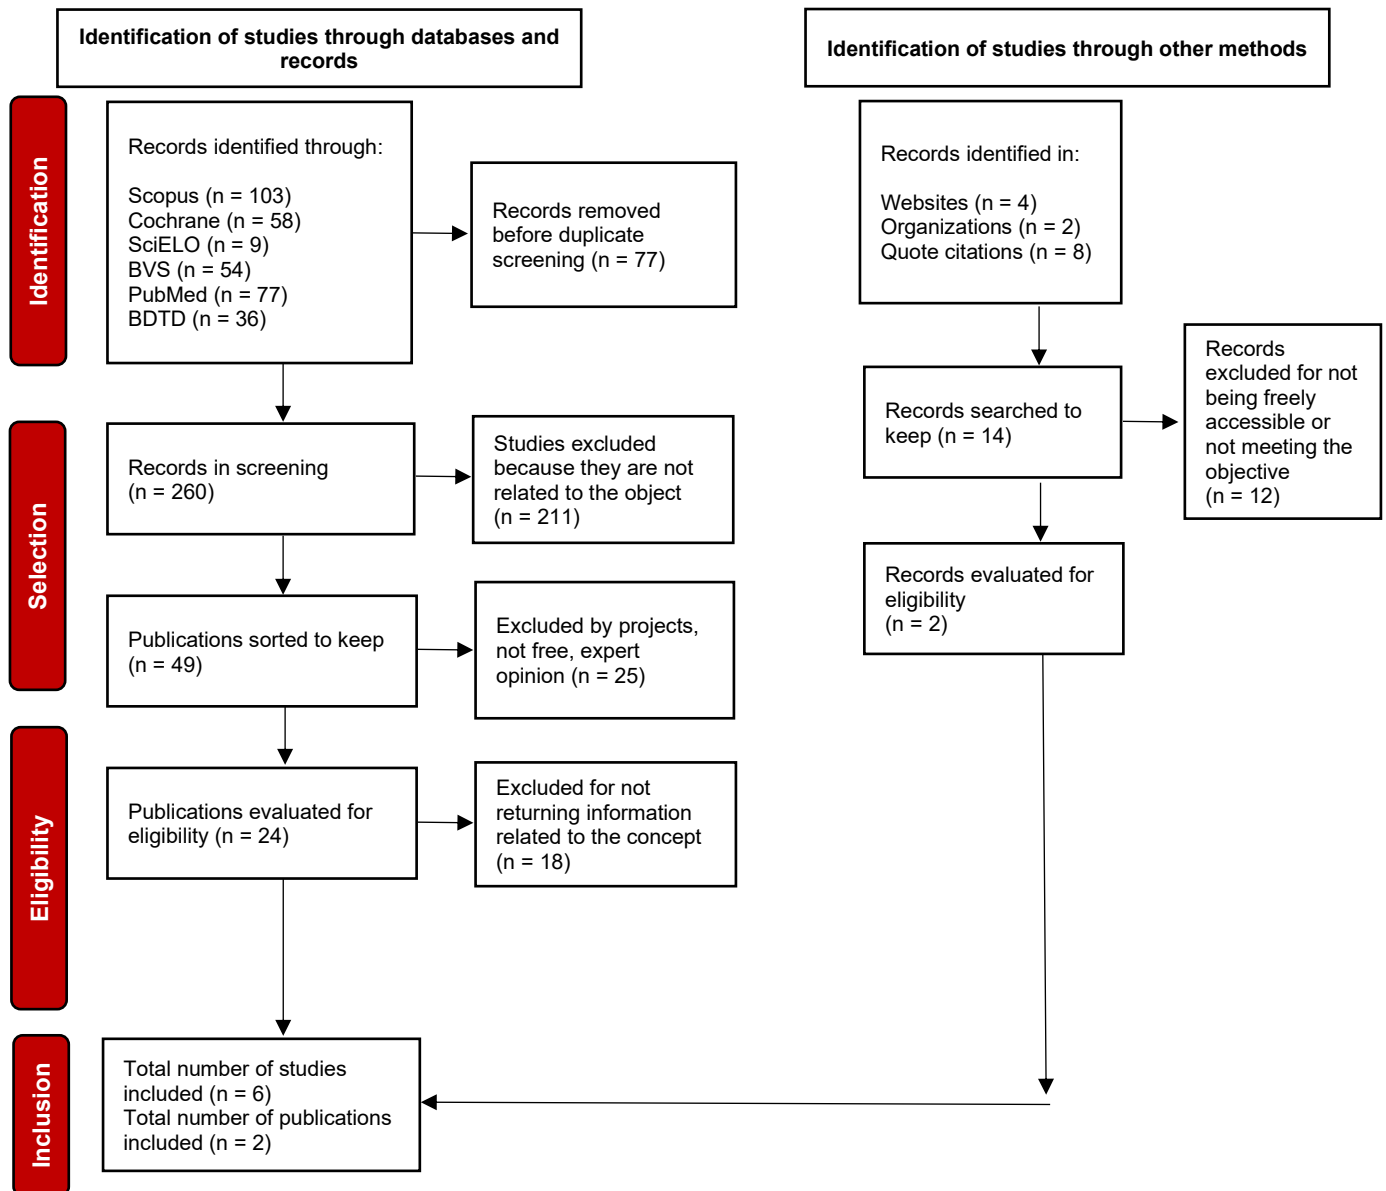 Identification of studies through databases and
records
Identification of studies through other methods
Identification
Records identified through:
Scopus (n = 103)
Cochrane (n = 58)
SciELO (n = 9)
BVS (n = 54)
PubMed (n = 77)
BDTD (n = 36)
Records removed
before duplicate
screening (n = 77)
Records identified in:
Websites (n = 4)
Organizations (n = 2)
Quote citations (n = 8)
Selection
Records in screening
(n = 260)
Studies excluded
because they are not
related to the object
(n = 211)
Records searched to
keep (n = 14)
Records
excluded for not
being freely
accessible or
not meeting the
objective
(n = 12)
Publications sorted to keep
(n = 49)
Excluded by projects,
not free, expert
opinion (n = 25)
Records evaluated for
eligibility
(n = 2)
Eligibility
Publications evaluated for
eligibility (n = 24)
Excluded for not
returning information
related to the concept
(n = 18)
Inclusion
Total number of studies
included (n = 6)
Total number of publications
included (n = 2)